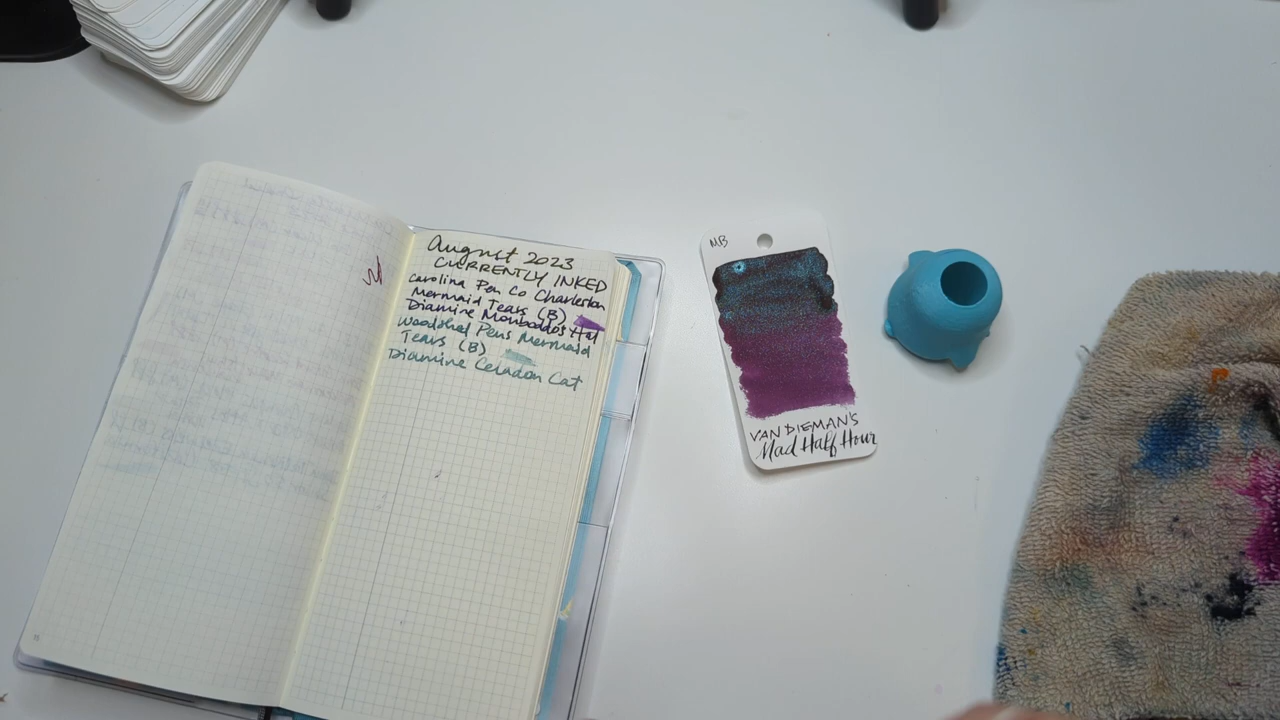 August 2023
CURRENTLY INKED
Carolina Pen Co Charleston
Mermaid Tears (B)
Diamine Monboddo's Hat
Woodshed Pens Mermaid
Tears (B)
Diamine Celadon Cat
MB
VAN DIEMAN'S
Mad Half Hour